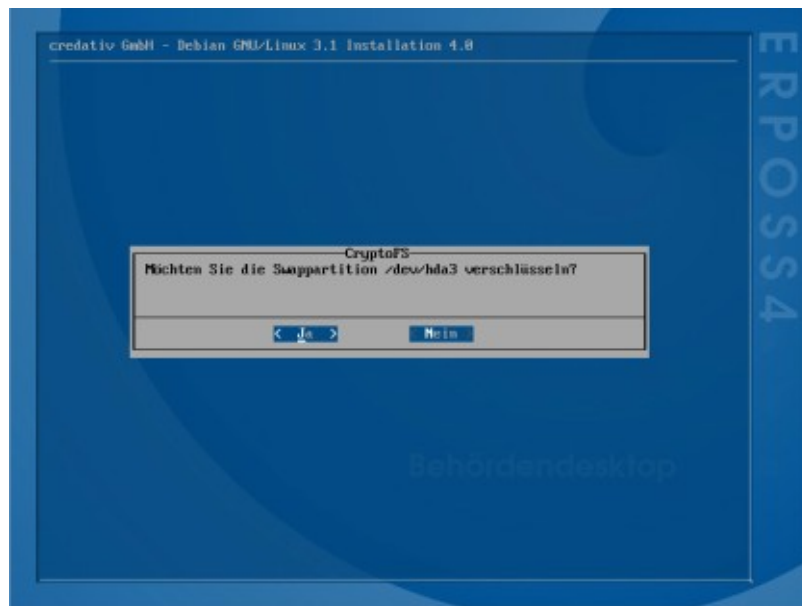 credativ GmbH - Debian GNU/Linux 3.1 Installation 4.0
ERPOSS4
CryptoFS
Möchten Sie die Swappartition /dev/hda3 verschlüsseln?
< Ja > < Nein >
Behördendesktop